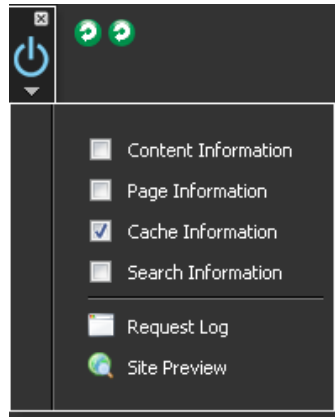 Content Information
Page Information
Cache Information
Search Information
Request Log
Site Preview